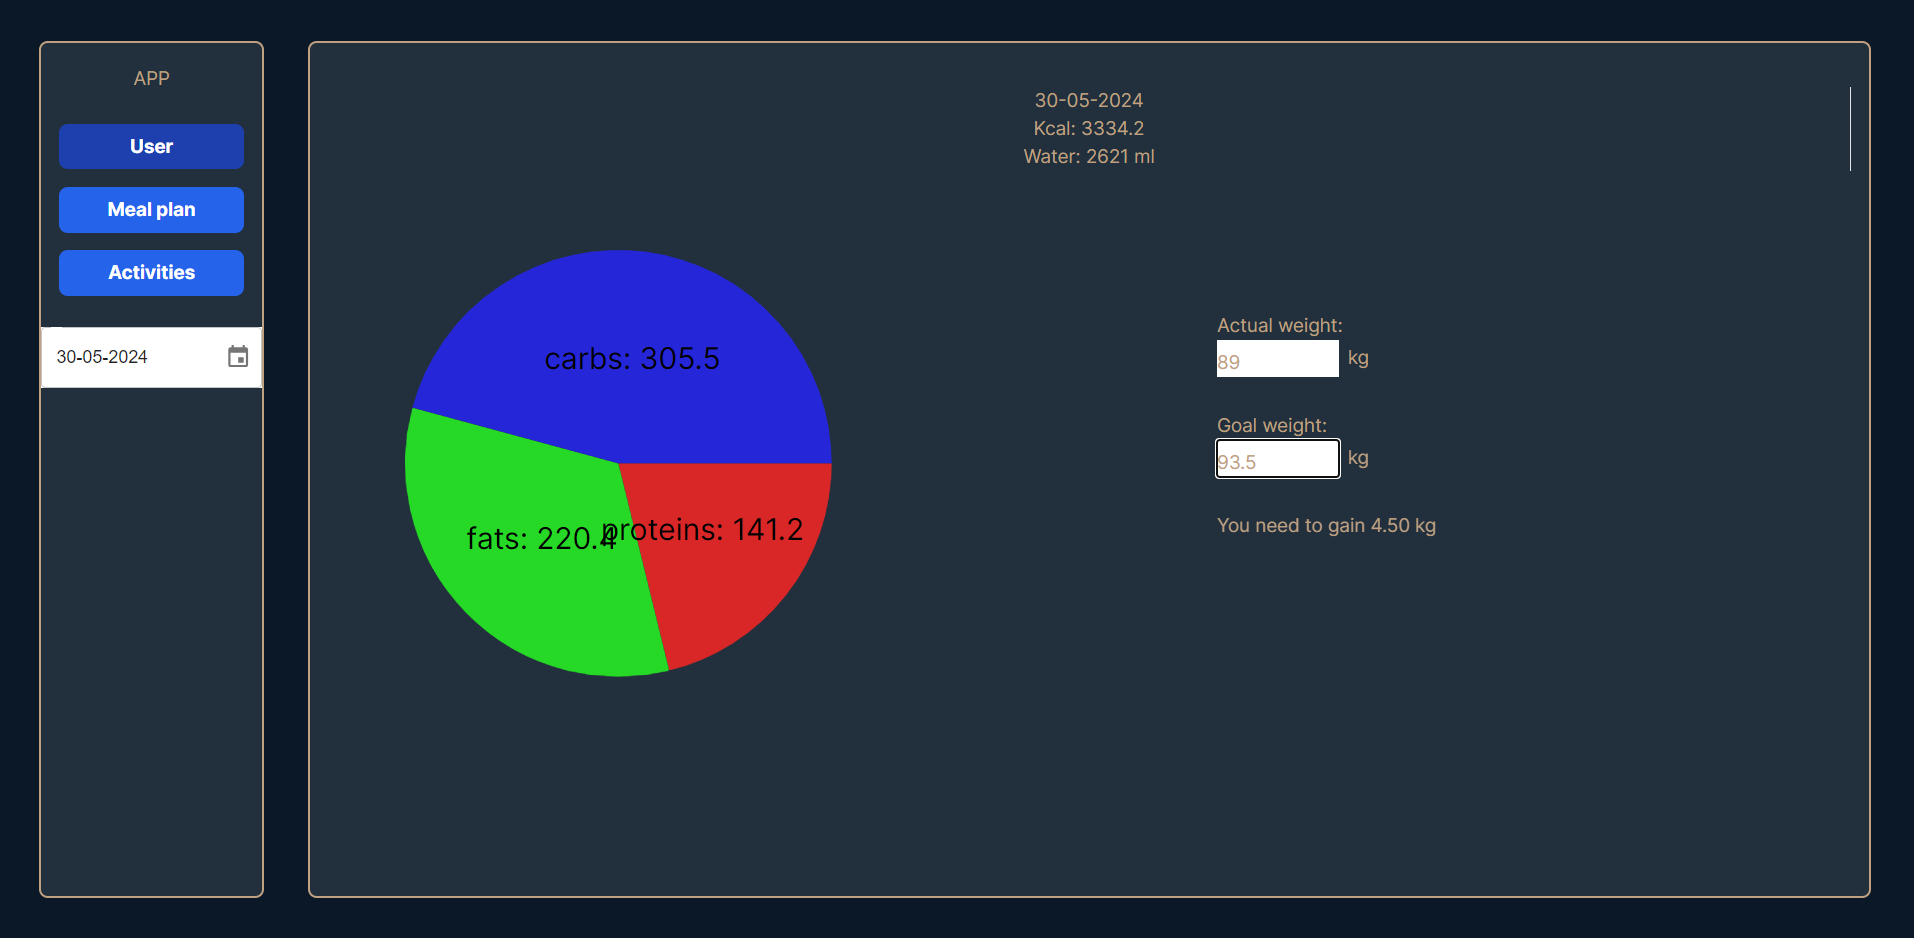 APP
User
Meal plan
Activities
30-05-2024
30-05-2024
Kcal: 3334.2
Water: 2621 ml
carbs: 305.5
fats: 220.4
proteins: 141.2
Actual weight:
89 kg
Goal weight:
93.5 kg
You need to gain 4.50 kg